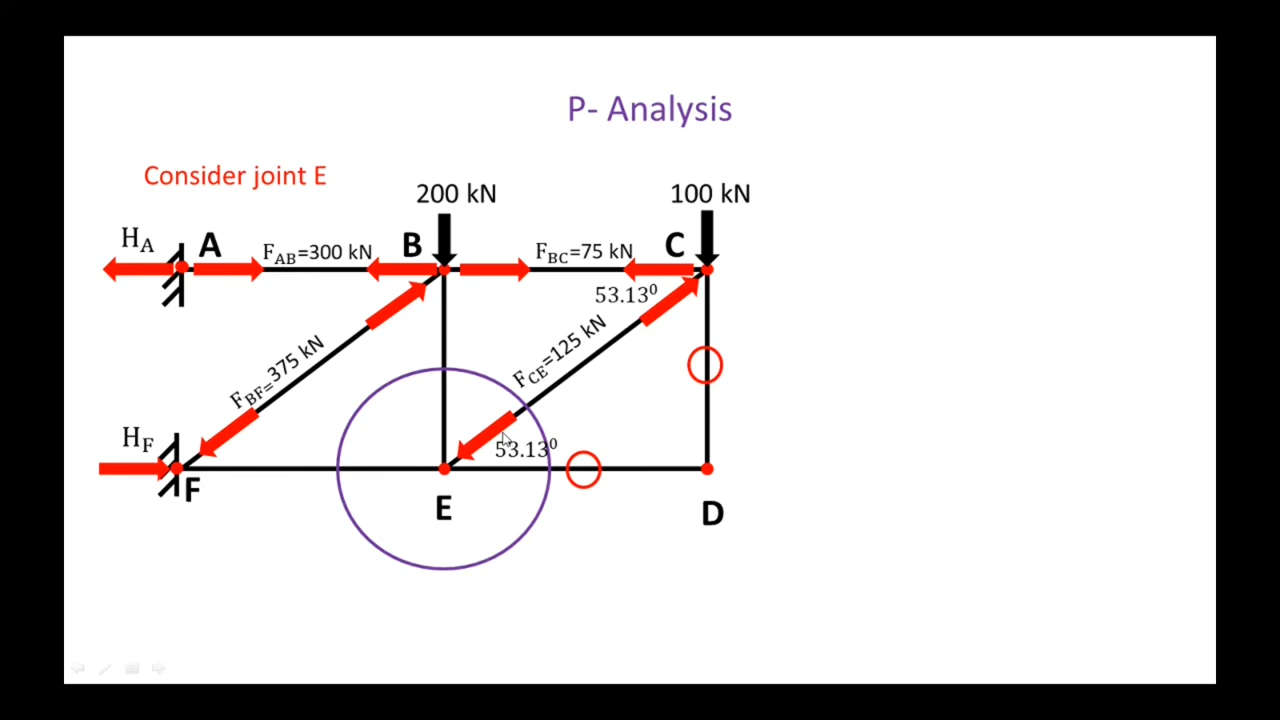 P- Analysis
Consider joint E
200 kN
100 kN
H_A
A
F_AB=300 kN
B
F_BC=75 kN
C
53.13⁰
F_BF=375 kN
F_CE=125 kN
H_F
53.13⁰
F
E
D